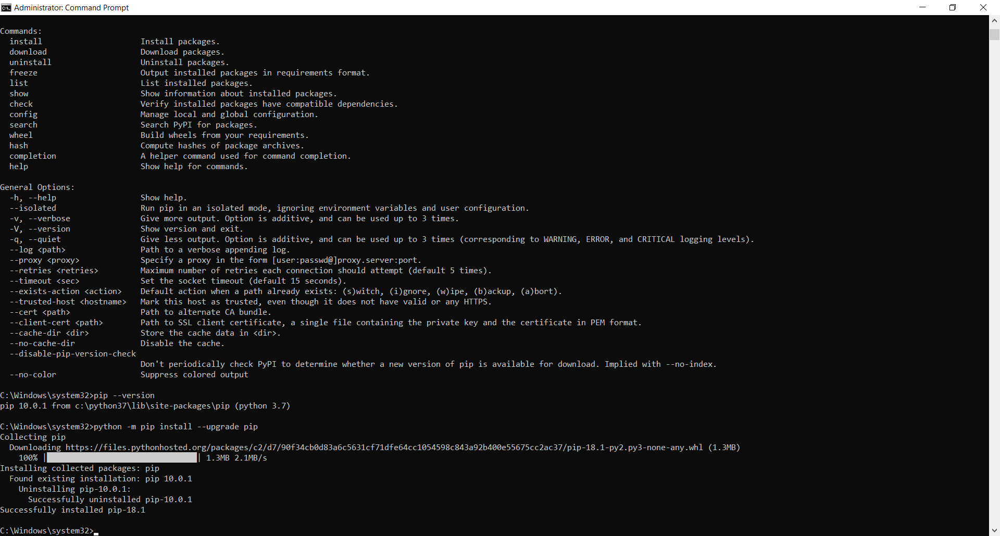 Administrator: Command Prompt
Commands:
  install                     Install packages.
  download                    Download packages.
  uninstall                   Uninstall packages.
  freeze                      Output installed packages in requirements format.
  list                        List installed packages.
  show                        Show information about installed packages.
  check                       Verify installed packages have compatible dependencies.
  config                      Manage local and global configuration.
  search                      Search PyPI for packages.
  wheel                       Build wheels from your requirements.
  hash                        Compute hashes of package archives.
  completion                  A helper command used for command completion.
  help                        Show help for commands.

General Options:
  -h, --help                  Show help.
  --isolated                  Run pip in an isolated mode, ignoring environment variables and user configuration.
  -v, --verbose               Give more output. Option is additive, and can be used up to 3 times.
  -V, --version               Show version and exit.
  -q, --quiet                 Give less output. Option is additive, and can be used up to 3 times (corresponding to WARNING, ERROR, and CRITICAL logging levels).
  --log <path>                Path to a verbose appending log.
  --proxy <proxy>             Specify a proxy in the form [user:passwd@]proxy.server:port.
  --retries <retries>         Maximum number of retries each connection should attempt (default 5 times).
  --timeout <sec>             Set the socket timeout (default 15 seconds).
  --exists-action <action>    Default action when a path already exists: (s)witch, (i)gnore, (w)ipe, (b)ackup, (a)bort).
  --trusted-host <hostname>   Mark this host as trusted, even though it does not have valid or any HTTPS.
  --cert <path>               Path to alternate CA bundle.
  --client-cert <path>        Path to SSL client certificate, a single file containing the private key and the certificate in PEM format.
  --cache-dir <dir>           Store the cache data in <dir>.
  --no-cache-dir              Disable the cache.
  --disable-pip-version-check
                              Don't periodically check PyPI to determine whether a new version of pip is available for download. Implied with --no-index.
  --no-color                  Suppress colored output

C:\Windows\system32>pip --version
pip 10.0.1 from c:\python37\lib\site-packages\pip (python 3.7)

C:\Windows\system32>python -m pip install --upgrade pip
Collecting pip
  Downloading https://files.pythonhosted.org/packages/c2/d7/90f34cb0d83a6c5631cf71dfe64cc1054598c843a92b400e55675cc2ac37/pip-18.1-py2.py3-none-any.whl (1.3MB)
    100% |████████████████████████████████| 1.3MB 2.1MB/s
Installing collected packages: pip
  Found existing installation: pip 10.0.1
    Uninstalling pip-10.0.1:
      Successfully uninstalled pip-10.0.1
Successfully installed pip-18.1

C:\Windows\system32>